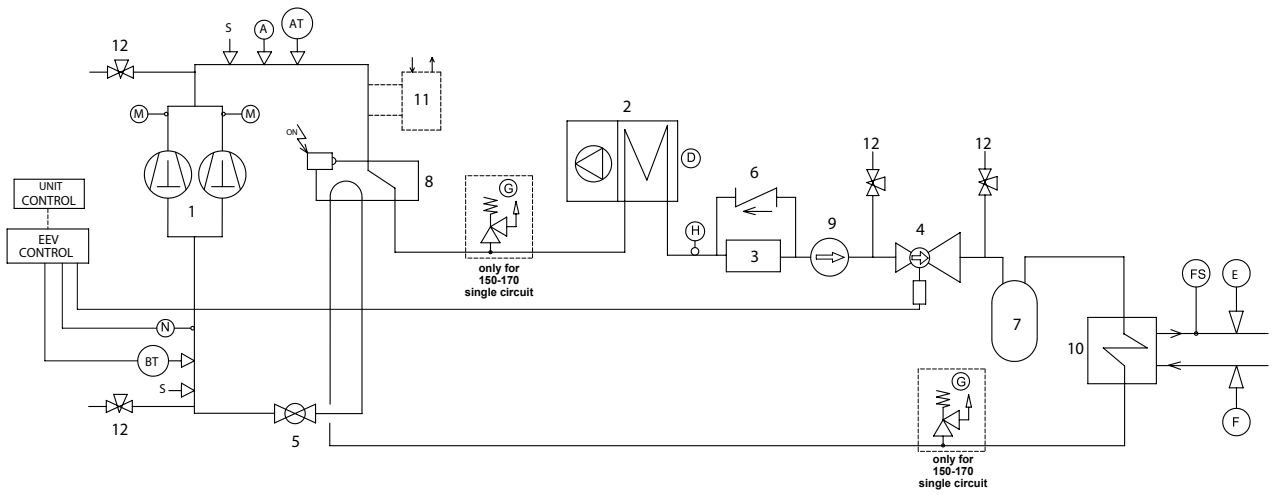 12
S
A
AT
M
M
11
ON
8
1
UNIT
CONTROL
EEV
CONTROL
N
BT
S
12
5
G
only for
150-170
single circuit
2
D
H
6
3
9
12
4
12
7
FS
E
10
F
G
only for
150-170
single circuit